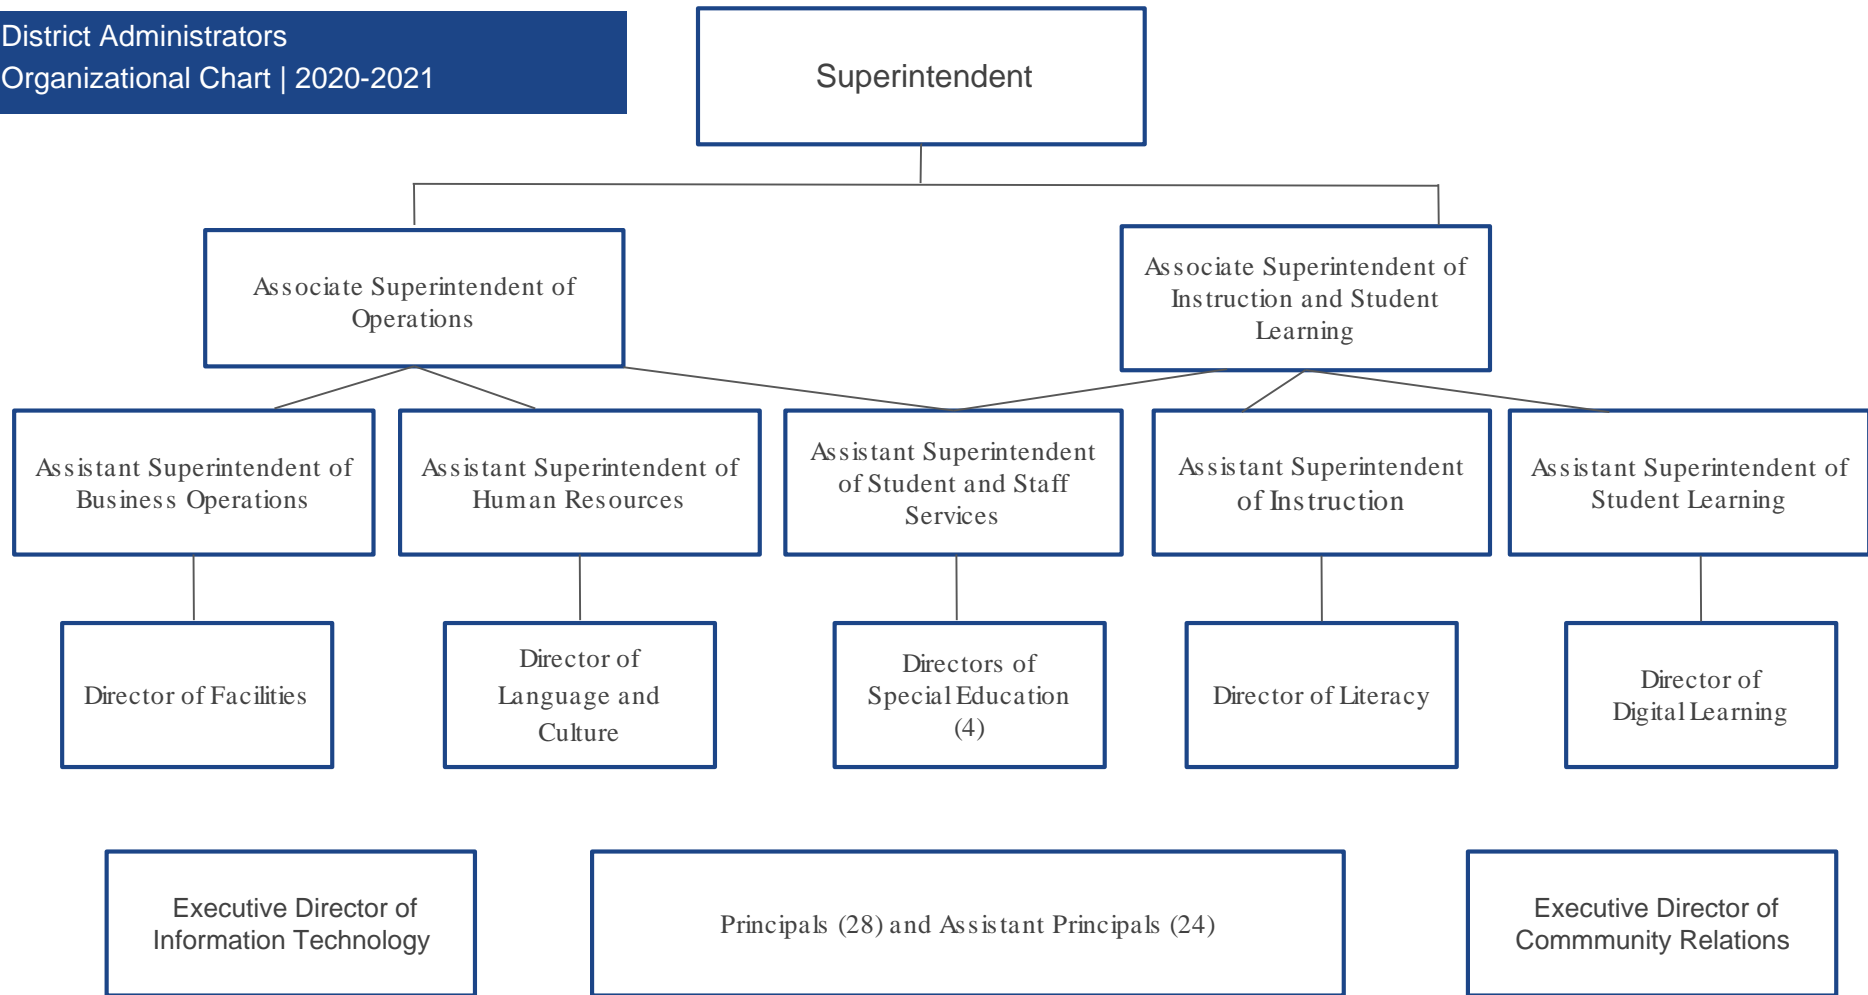 District Administrators
Organizational Chart | 2020-2021
Superintendent
Associate Superintendent of
Operations
Associate Superintendent of
Instruction and Student
Learning
Assistant Superintendent of
Business Operations
Assistant Superintendent of
Human Resources
Assistant Superintendent
of Student and Staff
Services
Assistant Superintendent
of Instruction
Assistant Superintendent of
Student Learning
Director of Facilities
Director of
Language and
Culture
Directors of
Special Education
(4)
Director of Literacy
Director of
Digital Learning
Executive Director of
Information Technology
Principals (28) and Assistant Principals (24)
Executive Director of
Commmunity Relations